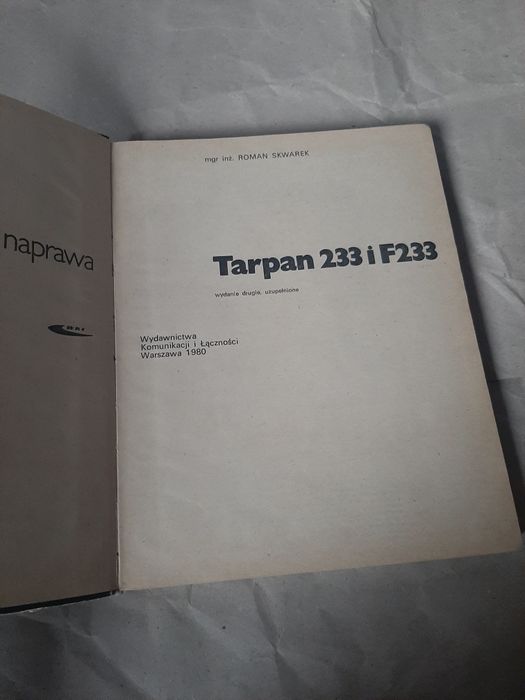 naprawa
mgr inż. ROMAN SKWAREK
Tarpan 233 i F233
wydanie drugie, uzupełnione
Wydawnictwa
Komunikacji i Łączności
Warszawa 1980